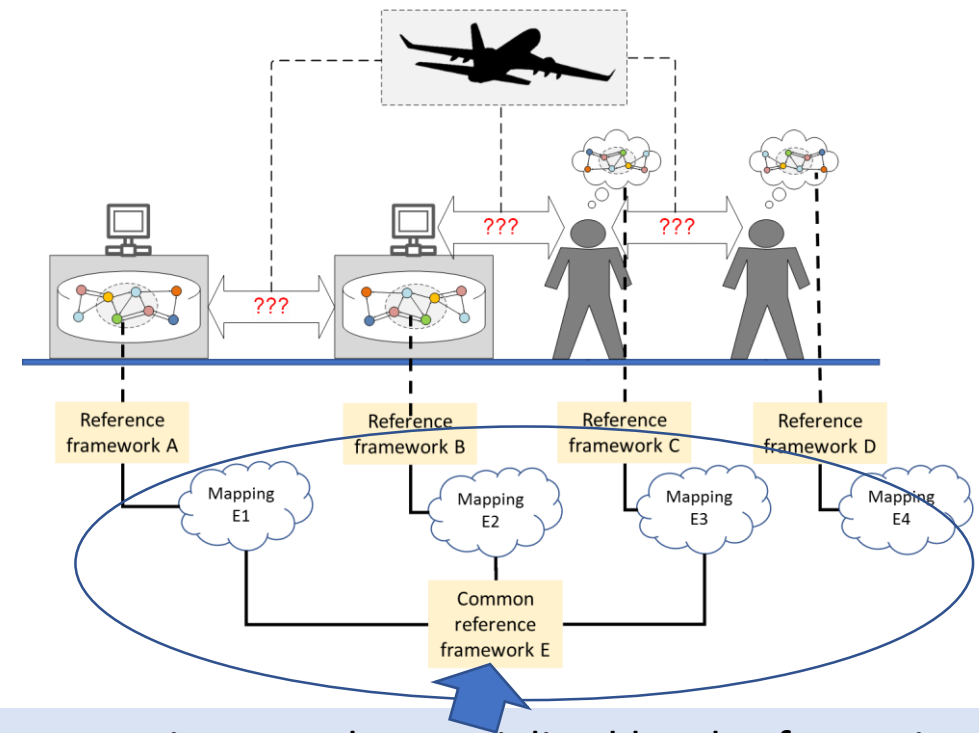 ???
???
???
Reference
framework A
Reference
framework B
Reference
framework C
Reference
framework D
Mapping
E1
Mapping
E2
Mapping
E3
Mapping
E4
Common
reference
framework E